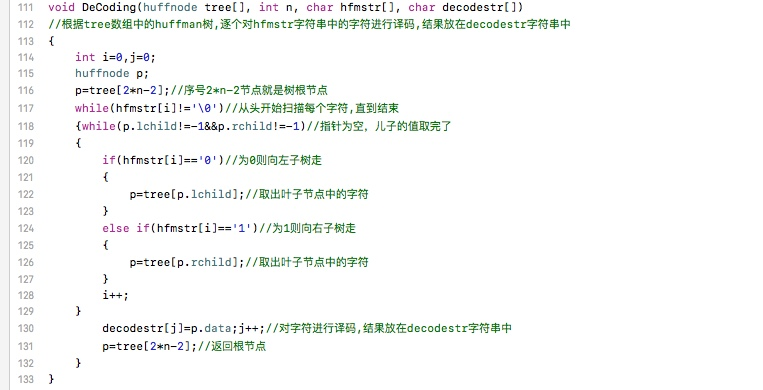 111 void DeCoding(huffnode tree[], int n, char hfmstr[], char decodestr[])
112 //根据tree数组中的huffman树,逐个对hfmstr字符串中的字符进行译码,结果放在decodestr字符串中
113 {
114     int i=0,j=0;
115     huffnode p;
116     p=tree[2*n-2];//序号2*n-2节点就是树根节点
117     while(hfmstr[i]!='\0')//从头开始扫描每个字符,直到结束
118     {while(p.lchild!=-1&&p.rchild!=-1)//指针为空，儿子的值取完了
119     {
120         if(hfmstr[i]=='0')//为0则向左子树走
121         {
122             p=tree[p.lchild];//取出叶子节点中的字符
123         }
124         else if(hfmstr[i]=='1')//为1则向右子树走
125         {
126             p=tree[p.rchild];//取出叶子节点中的字符
127         }
128         i++;
129     }
130         decodestr[j]=p.data;j++;//对字符进行译码,结果放在decodestr字符串中
131         p=tree[2*n-2];//返回根节点
132     }
133 }